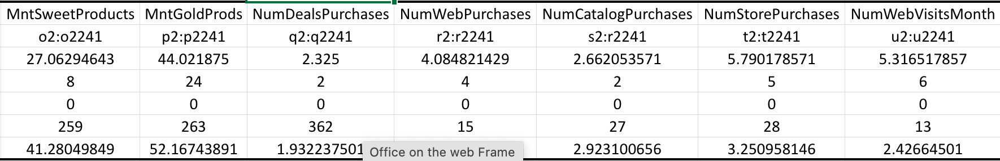 MntSweetProducts MntGoldProds NumDealsPurchases NumWebPurchases NumCatalogPurchases NumStorePurchases NumWebVisitsMonth
o2:o2241 p2:p2241 q2:q2241 r2:r2241 s2:r2241 t2:t2241 u2:u2241
27.06294643 44.021875 2.325 4.084821429 2.662053571 5.790178571 5.316517857
8 24 2 4 2 5 6
0 0 0 0 0 0 0
259 263 362 15 27 28 13
41.28049849 52.16743891 1.932237501 2.923100656 3.250958146 2.42664501
Office on the web Frame